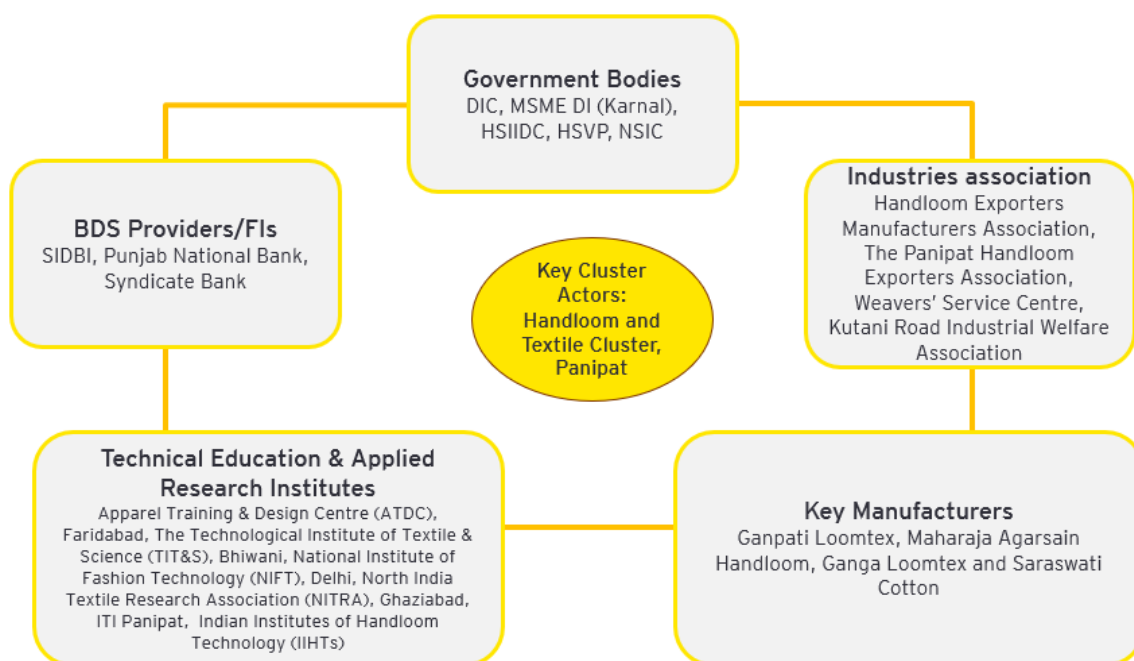 Government Bodies
DIC, MSME DI (Karnal),
HSIIDC, HSVP, NSIC
BDS Providers/FIs
SIDBI, Punjab National Bank,
Syndicate Bank
Key Cluster
Actors:
Handloom and
Textile Cluster,
Panipat
Industries association
Handloom Exporters
Manufacturers Association,
The Panipat Handloom
Exporters Association,
Weavers’ Service Centre,
Kutani Road Industrial Welfare
Association
Technical Education & Applied
Research Institutes
Apparel Training & Design Centre (ATDC),
Faridabad, The Technological Institute of Textile &
Science (TIT&S), Bhiwani, National Institute of
Fashion Technology (NIFT), Delhi, North India
Textile Research Association (NITRA), Ghaziabad,
ITI Panipat, Indian Institutes of Handloom
Technology (IIHTs)
Key Manufacturers
Ganpati Loomtex, Maharaja Agarsain
Handloom, Ganga Loomtex and Saraswati
Cotton